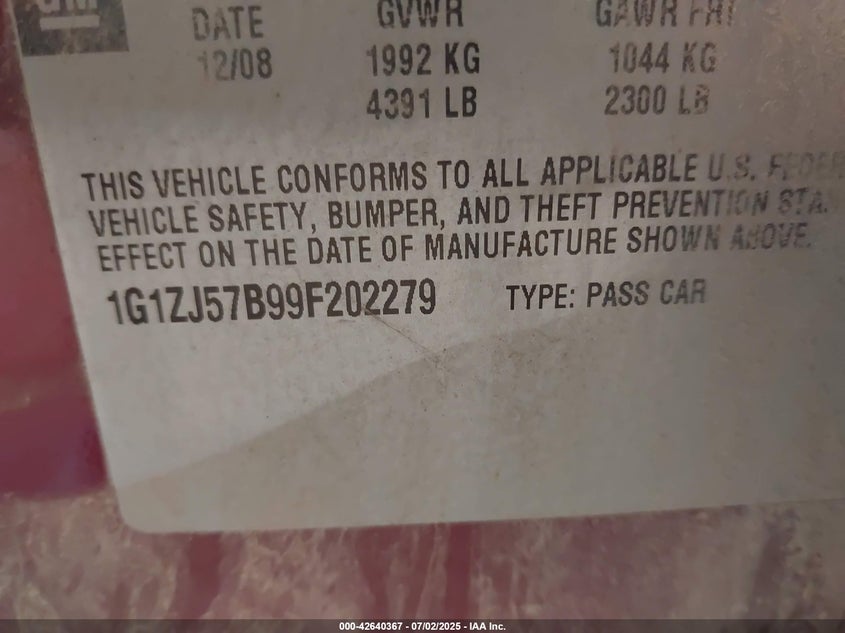 GM
DATE GVWR GAWR FRT
12/08 1992 KG 1044 KG
4391 LB 2300 LB
THIS VEHICLE CONFORMS TO ALL APPLICABLE U.S.
VEHICLE SAFETY, BUMPER, AND THEFT PREVENTION
EFFECT ON THE DATE OF MANUFACTURE SHOWN ABOVE.
1G1ZJ57B99F202279 TYPE: PASS CAR
000-42640367 - 07/02/2025 - IAA Inc.